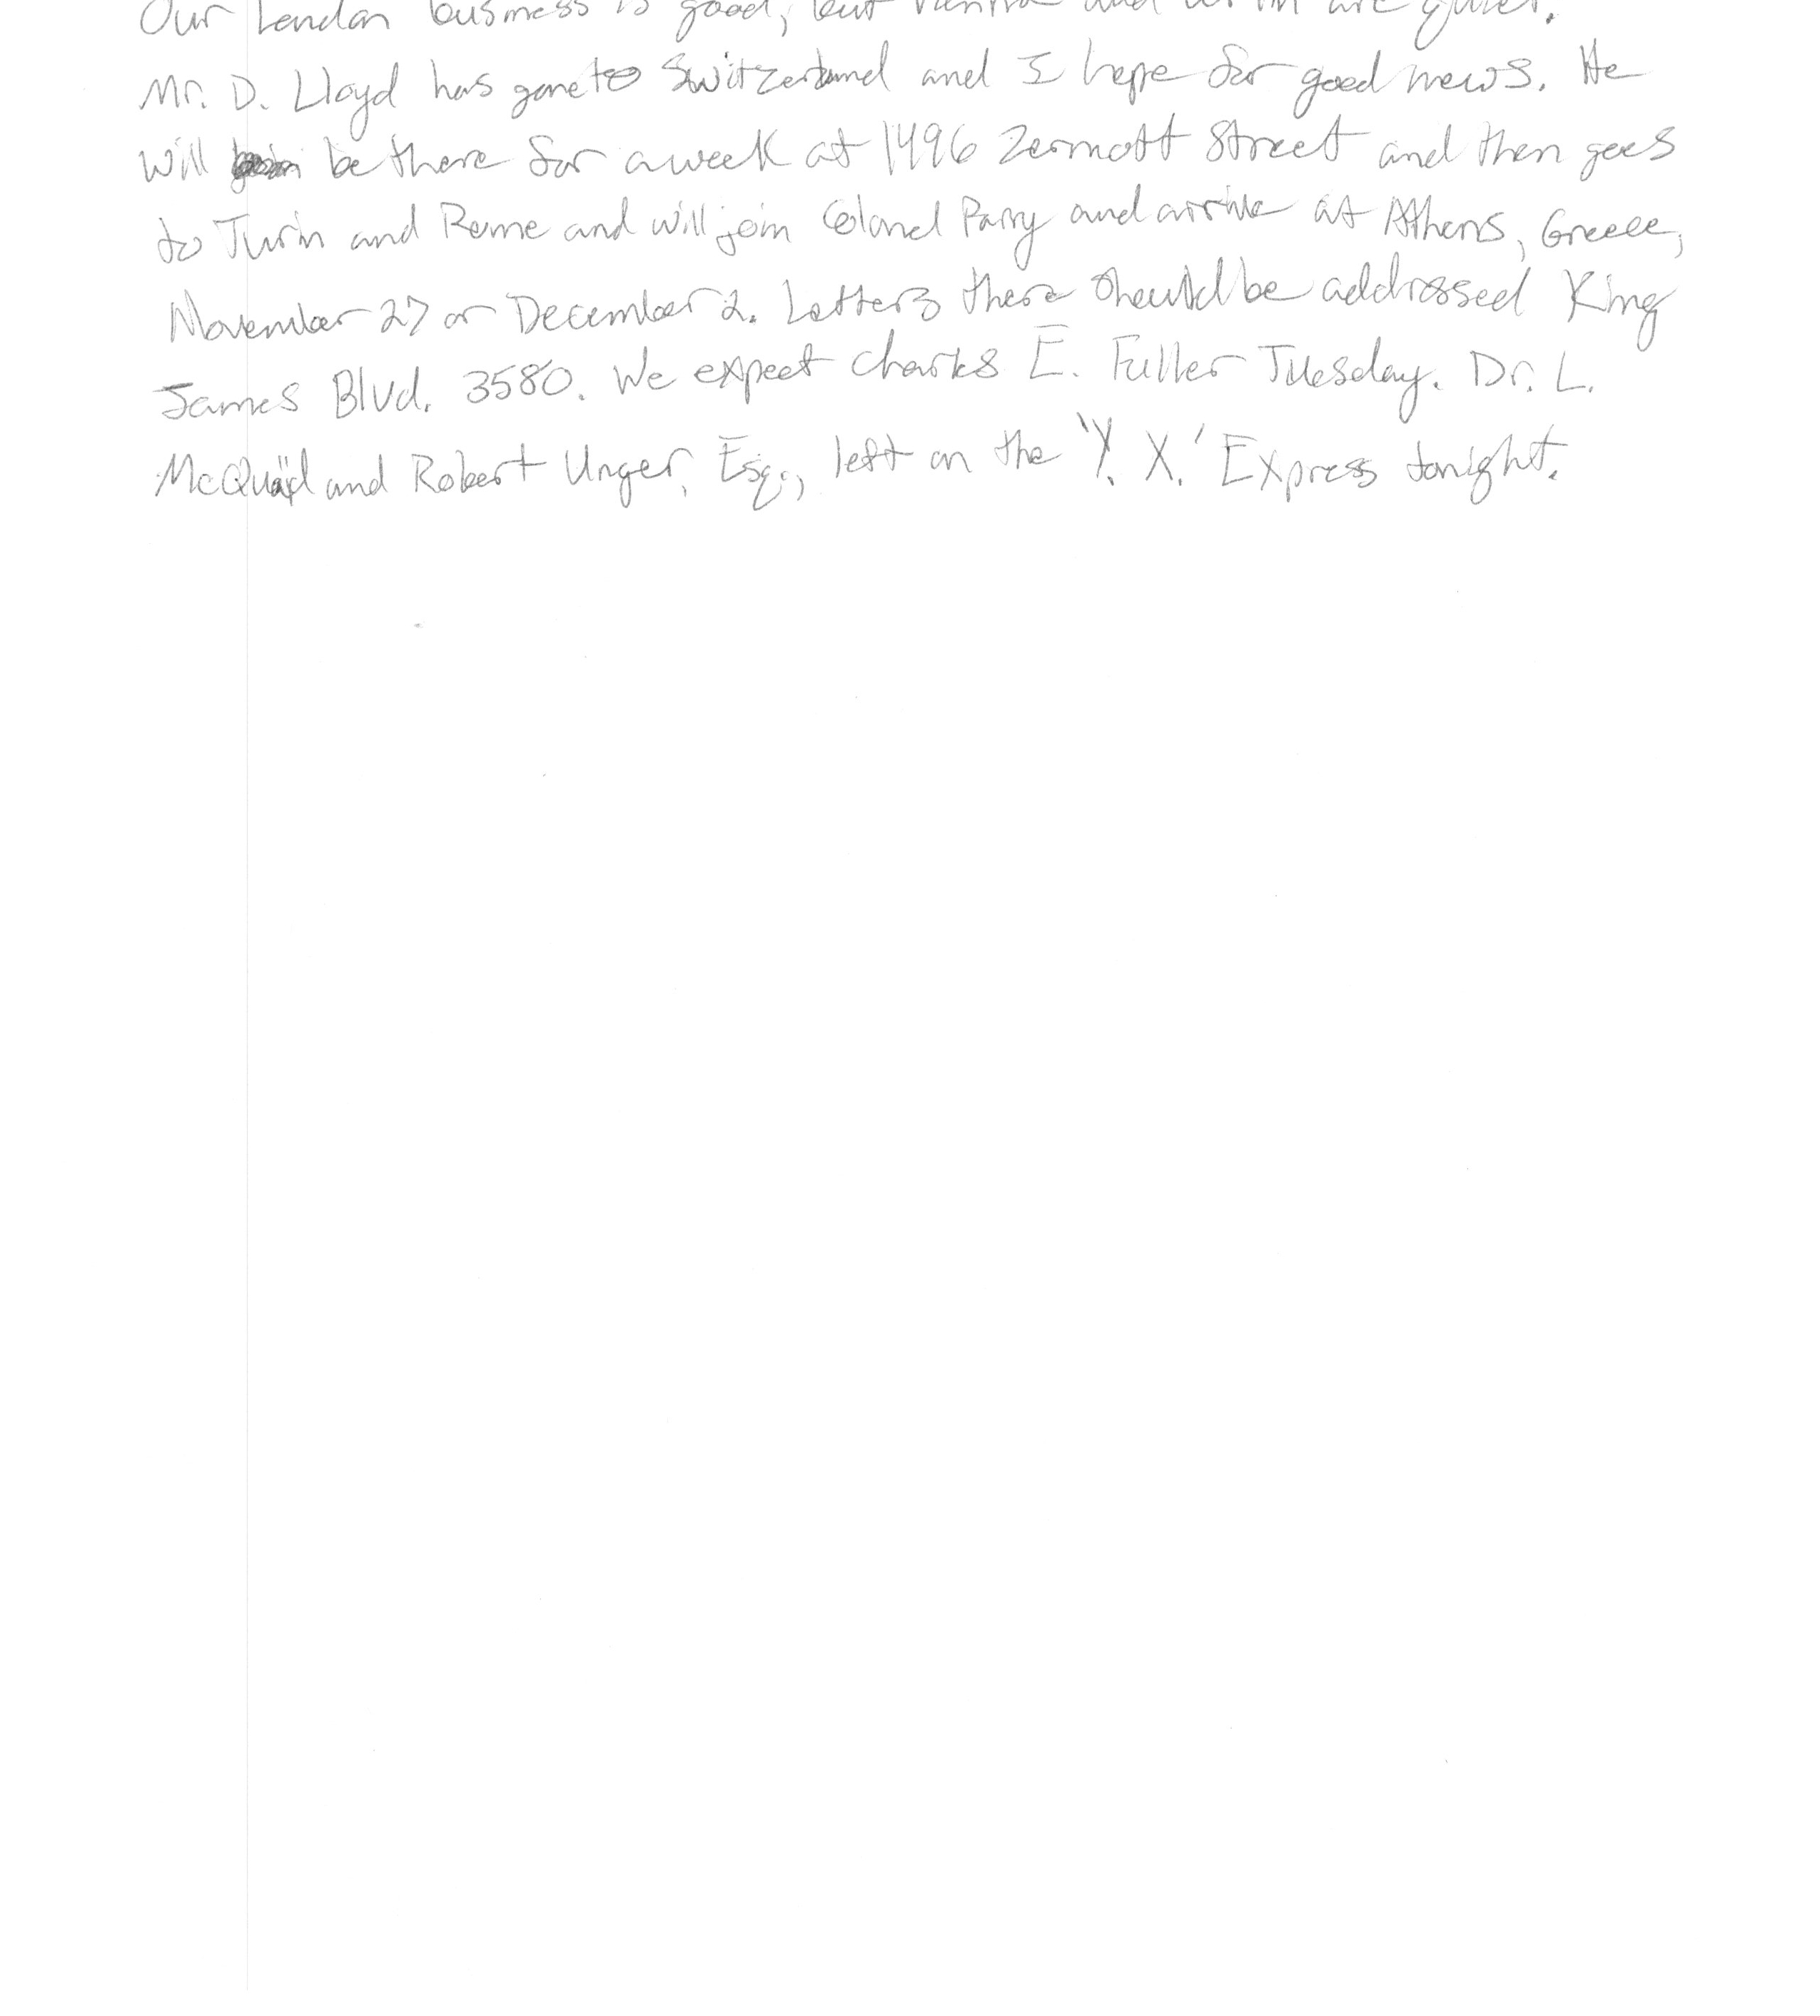 Our London business is good, but Vienna and Berlin are quiet.
Mr. D. Lloyd has gone to Switzerland and I hope for good news. He
will be there for a week at 1496 Zermott Street and then goes
to Turin and Rome and will join Colonel Parry and arrive at Athens, Greece,
November 27 or December 2. Letters there should be addressed King
James Blvd. 3580. We expect Charles E. Fuller Tuesday. Dr. L.
McQuaid and Robert Unger, Esq., left on the 'Y. X.' Express tonight.